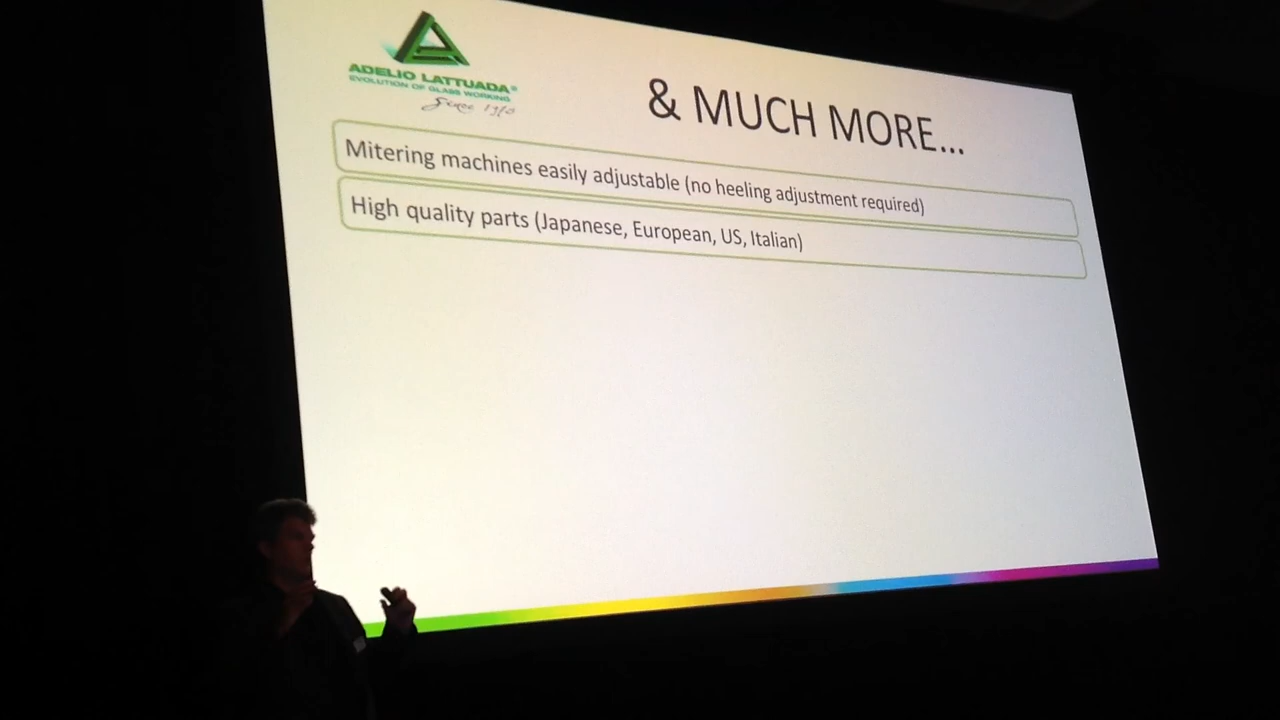 ADELIO LATTUADA®
EVOLUTION OF GLASS WORKING
Since 1970
& MUCH MORE...
Mitering machines easily adjustable (no heeling adjustment required)
High quality parts (Japanese, European, US, Italian)